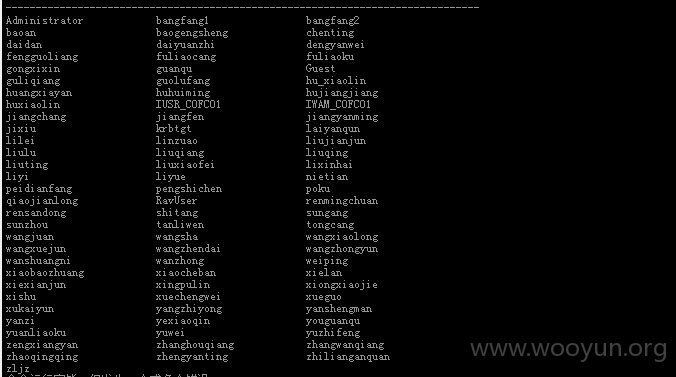 Administrator bangfang1 bangfang2
baoan baogengsheng chenting
daidan daiyuanzhi dengyanwei
fengguoliang fuliaocang fuliaoku
gongxixin guanqu Guest
guliqiang guolufang hu_xiaolin
huangxiayan huhuiming hujiangjiang
huxiaolin IUSR_COFCO1 IWAM_COFCO1
jiangchang jiangfen jiangyanming
jixiu krbtgt laiyanqun
lilei linzuao liujianjun
liulu liuqiang liuqing
liuting liuxiaofei lixinhai
liyi liyue nietian
peidianfang pengshichen poku
qiaojianlong RavUser renmingchuan
rensandong shitang sungang
sunzhou tanliwen tongcang
wangjuan wangsha wangxiaolong
wangxuejun wangzhendai wangzhongyun
wanshuangni wanzhong weiping
xiaobaozhuang xiaocheban xielan
xiexianjun xingpulin xiongxiaojie
xishu xuechengwei xueguo
xukaiyun yangzhiyong yanshengman
yanzi yexiaoqin youguanqu
yuanliaoku yuwei yuzhifeng
zengxiangyan zhanghouqiang zhangwanqiang
zhaoqingqing zhengyanting zhilianganquan
zljz
www.wooyun.org